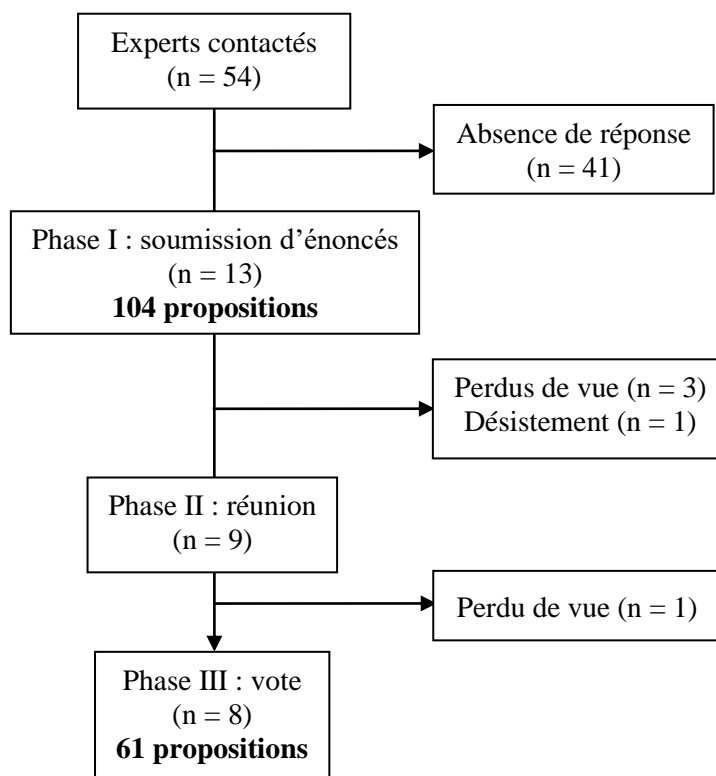 Experts contactés
(n = 54)
Absence de réponse
(n = 41)
Phase I : soumission d’énoncés
(n = 13)
104 propositions
Perdus de vue (n = 3)
Désistement (n = 1)
Phase II : réunion
(n = 9)
Perdu de vue (n = 1)
Phase III : vote
(n = 8)
61 propositions